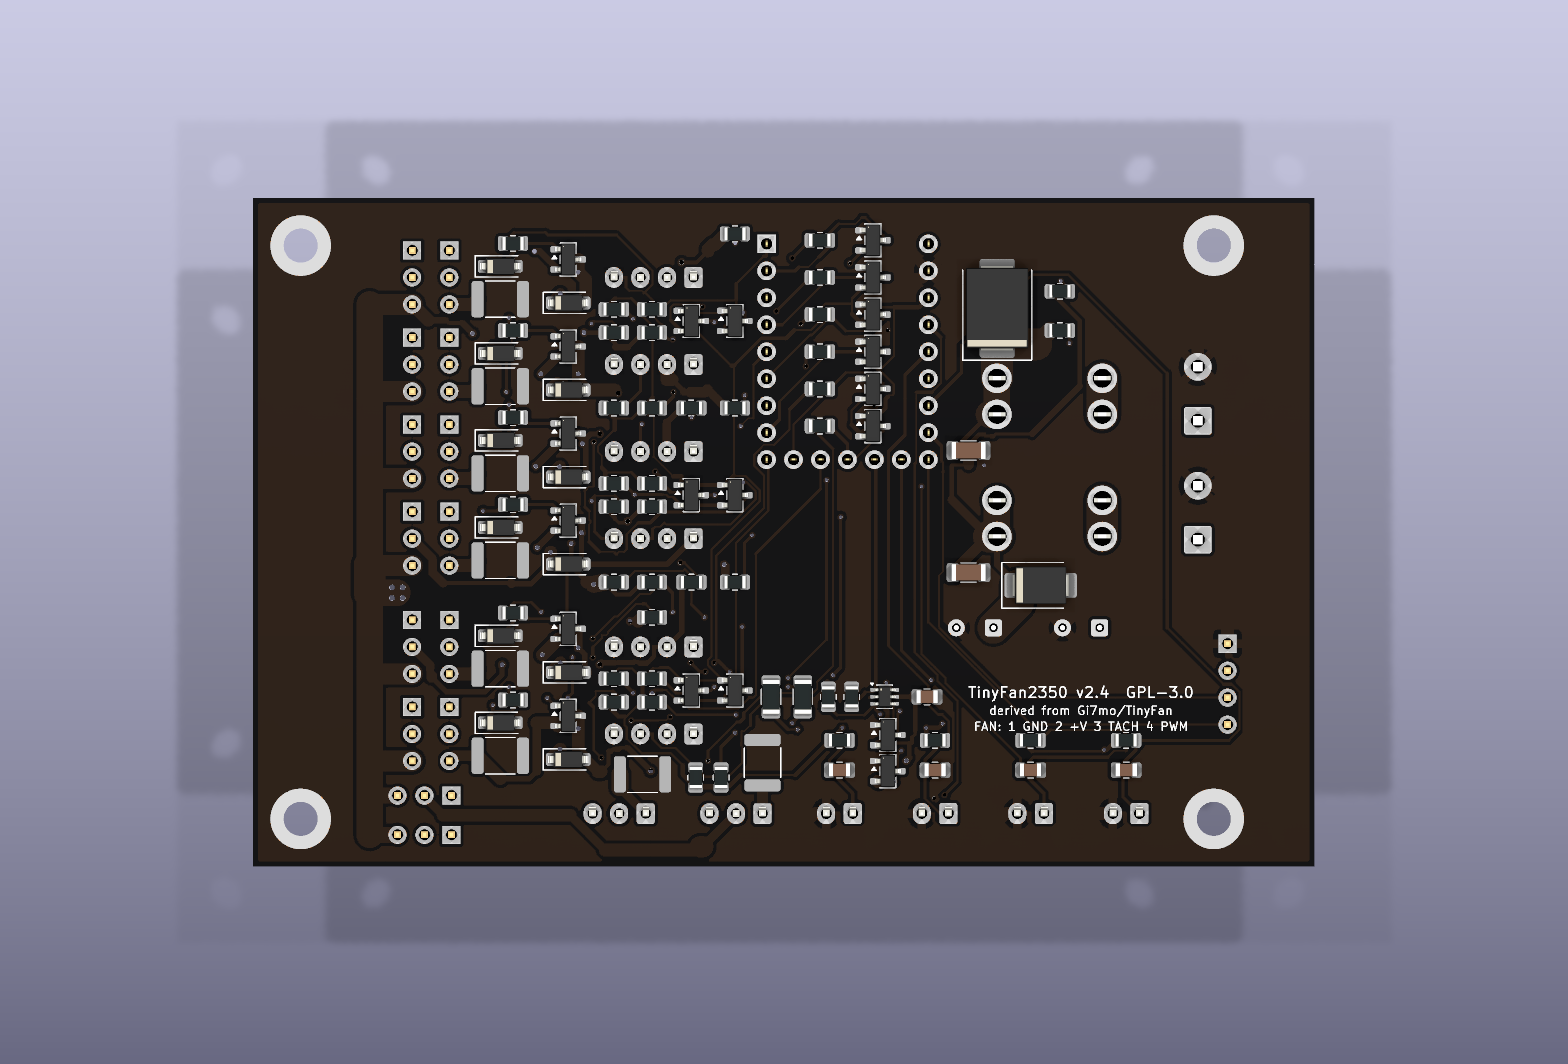 TinyFan2350 v2.4 GPL-3.0
derived from Gi7mo/TinyFan
FAN: 1 GND 2 +V 3 TACH 4 PWM